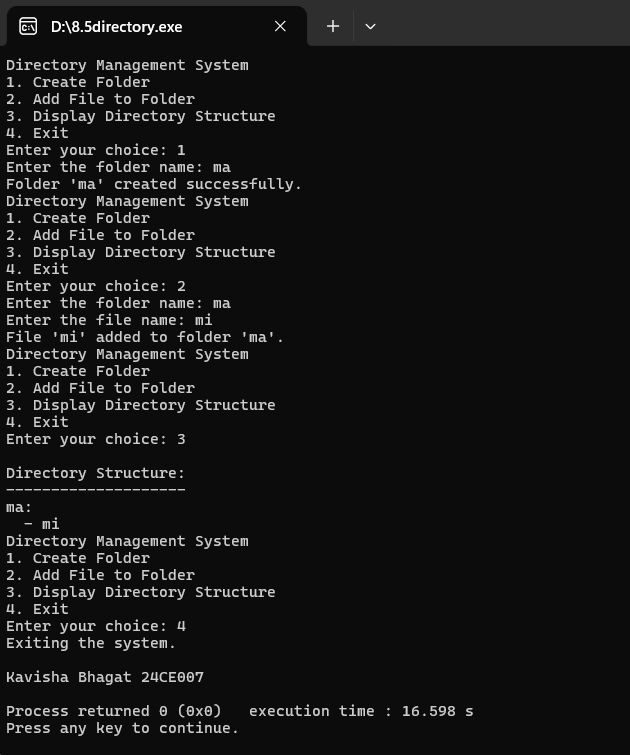 D:\8.5directory.exe
Directory Management System
1. Create Folder
2. Add File to Folder
3. Display Directory Structure
4. Exit
Enter your choice: 1
Enter the folder name: ma
Folder 'ma' created successfully.
Directory Management System
1. Create Folder
2. Add File to Folder
3. Display Directory Structure
4. Exit
Enter your choice: 2
Enter the folder name: ma
Enter the file name: mi
File 'mi' added to folder 'ma'.
Directory Management System
1. Create Folder
2. Add File to Folder
3. Display Directory Structure
4. Exit
Enter your choice: 3
Directory Structure:
---------------------
ma:
  - mi
Directory Management System
1. Create Folder
2. Add File to Folder
3. Display Directory Structure
4. Exit
Enter your choice: 4
Exiting the system.
Kavisha Bhagat 24CE007
Process returned 0 (0x0)   execution time : 16.598 s
Press any key to continue.